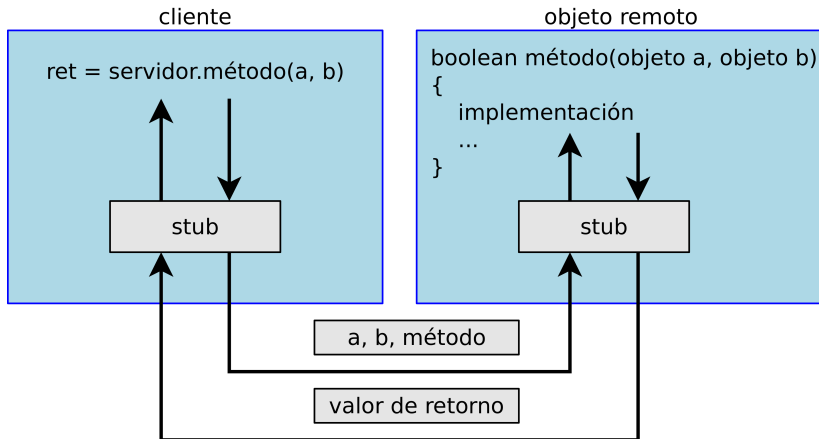 cliente
objeto remoto
ret = servidor.método(a, b)
boolean método(objeto a, objeto b)
{
implementación
...
}
stub
stub
a, b, método
valor de retorno